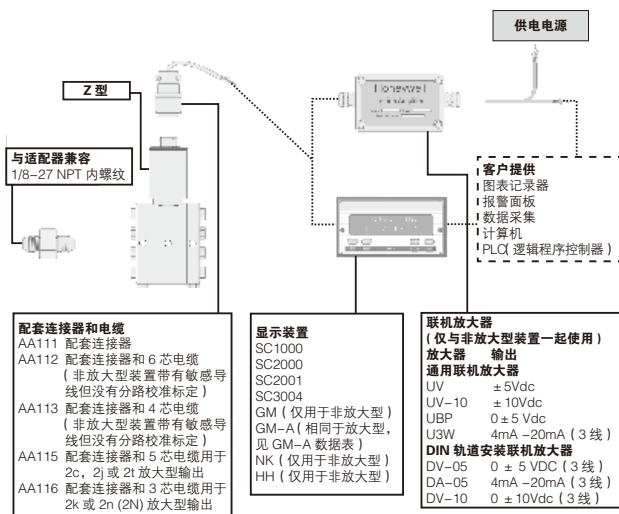 供电电源
Z 型
Honeywell
与适配器兼容
1/8–27 NPT 内螺纹
客户提供
图表记录器
报警面板
数据采集
计算机
PLC( 逻辑程序控制器 )
配套连接器和电缆
AA111 配套连接器
AA112 配套连接器和 6 芯电缆
( 非放大型装置带有敏感导
线但没有分路校准标定 )
AA113 配套连接器和 4 芯电缆
( 非放大型装置带有敏感导
线但没有分路校准标定 )
AA115 配套连接器和 5 芯电缆用于
2c, 2j 或 2t 放大型输出
AA116 配套连接器和 3 芯电缆用于
2k 或 2n (2N) 放大型输出
显示装置
SC1000
SC2000
SC2001
SC3004
GM ( 仅用于非放大型 )
GM–A ( 相同于放大型,
见 GM–A 数据表 )
NK ( 仅用于非放大型 )
HH ( 仅用于非放大型 )
联机放大器
( 仅与非放大型装置一起使用 )
放大器 输出
通用联机放大器
UV ± 5Vdc
UV–10 ± 10Vdc
UBP 0 ± 5 Vdc
U3W 4mA –20mA ( 3 线 )
DIN 轨道安装联机放大器
DV–05 0 ± 5 VDC ( 3 线 )
DA–05 4mA –20mA ( 3 线 )
DV–10 0 ± 10Vdc ( 3 线 )